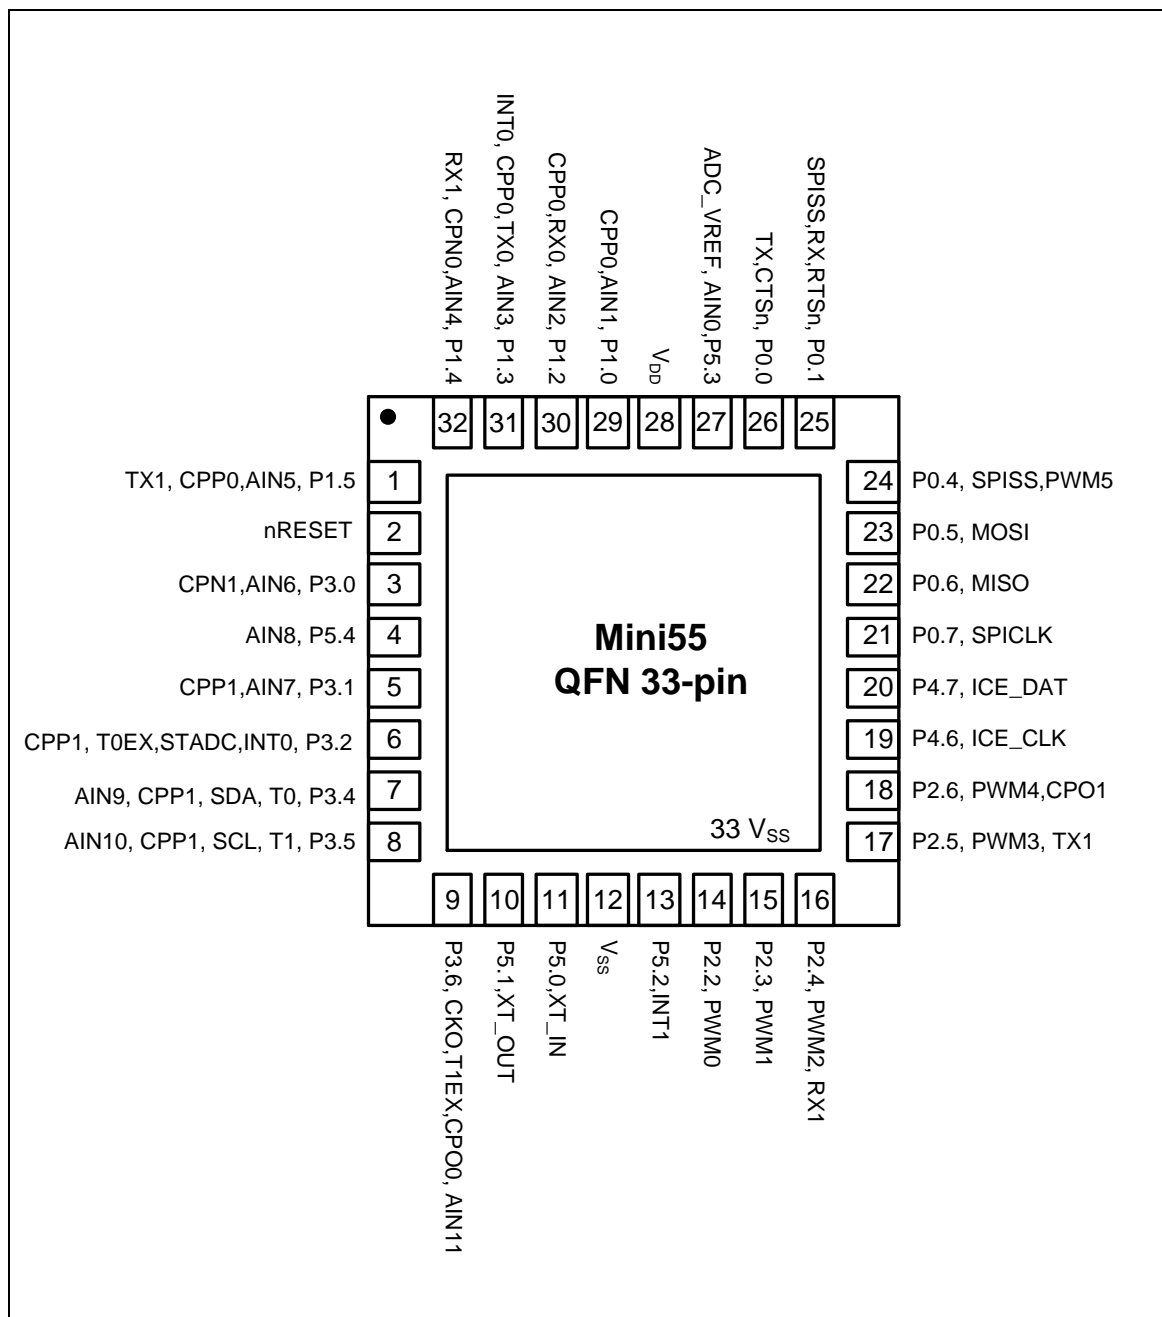 RX1, CPN0,AIN4, P1.4
INT0, CPP0,TX0, AIN3, P1.3
CPP0,RX0, AIN2, P1.2
CPP0,AIN1, P1.0
VDD
ADC_VREF, AIN0,P5.3
TX,CTSn, P0.0
SPISS,RX,RTSn, P0.1
32 31 30 29 28 27 26 25
TX1, CPP0,AIN5, P1.5 1
nRESET 2
CPN1,AIN6, P3.0 3
AIN8, P5.4 4
CPP1,AIN7, P3.1 5
CPP1, T0EX,STADC,INT0, P3.2 6
AIN9, CPP1, SDA, T0, P3.4 7
AIN10, CPP1, SCL, T1, P3.5 8
Mini55
QFN 33-pin
33 VSS
24 P0.4, SPISS,PWM5
23 P0.5, MOSI
22 P0.6, MISO
21 P0.7, SPICLK
20 P4.7, ICE_DAT
19 P4.6, ICE_CLK
18 P2.6, PWM4,CPO1
17 P2.5, PWM3, TX1
9 10 11 12 13 14 15 16
P3.6, CKO,T1EX,CPO0, AIN11
P5.1,XT_OUT
P5.0,XT_IN
VSS
P5.2,INT1
P2.2, PWM0
P2.3, PWM1
P2.4, PWM2, RX1